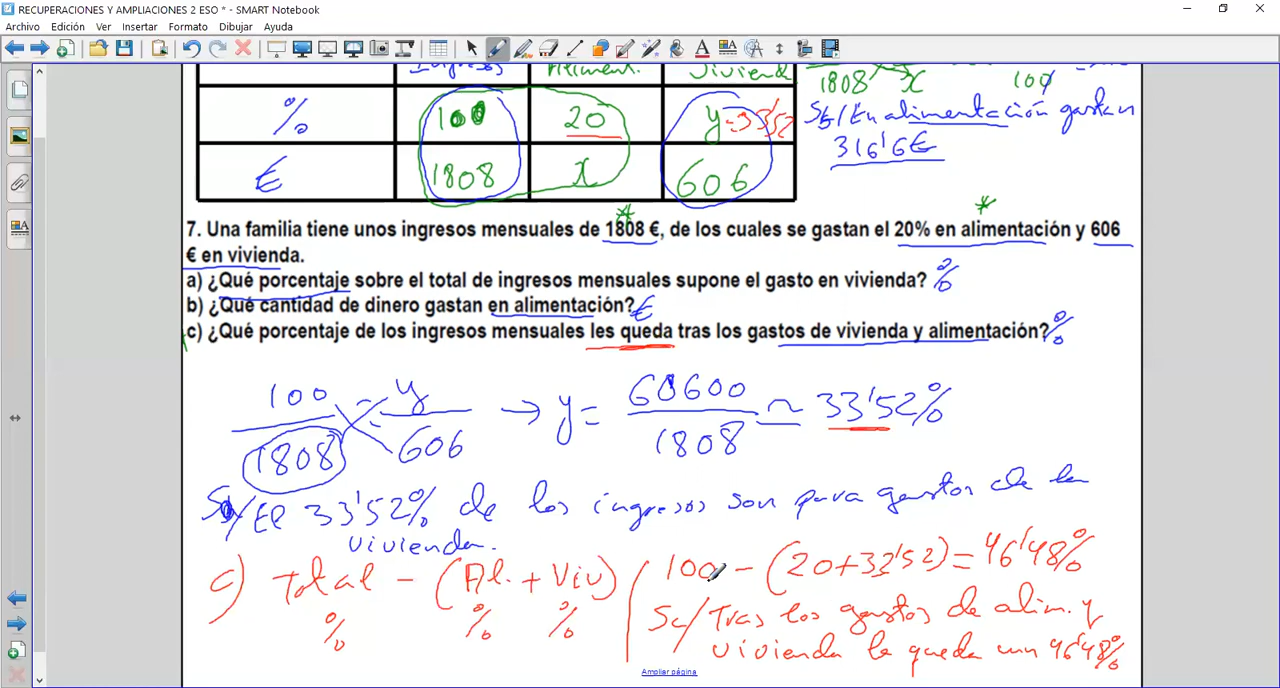 RECUPERACIONES Y AMPLIACIONES 2 ESO * - SMART Notebook
Archivo Edición Ver Insertar Formato Dibujar Ayuda
Ingresos Aliment. Vivienda
1808 X 100
% 100 20 y=33'52
S/ En alimentación gastan
316'6€
€ 1808 x 606
7. Una familia tiene unos ingresos mensuales de 1808 €, de los cuales se gastan el 20% en alimentación y 606
€ en vivienda.
a) ¿Qué porcentaje sobre el total de ingresos mensuales supone el gasto en vivienda? %
b) ¿Qué cantidad de dinero gastan en alimentación? €
c) ¿Qué porcentaje de los ingresos mensuales les queda tras los gastos de vivienda y alimentación? %
100 = y → y = 60600 ≃ 33'52%
1808 606 1808
S/ El 33'52% de los ingresos son para gastos de la
vivienda.
c) Total - (Al. + Viv) 100 - (20+33'52) = 46'48%
% % %
Sc/ Tras los gastos de alim. y
vivienda le queda un 46'48%
Ampliar página